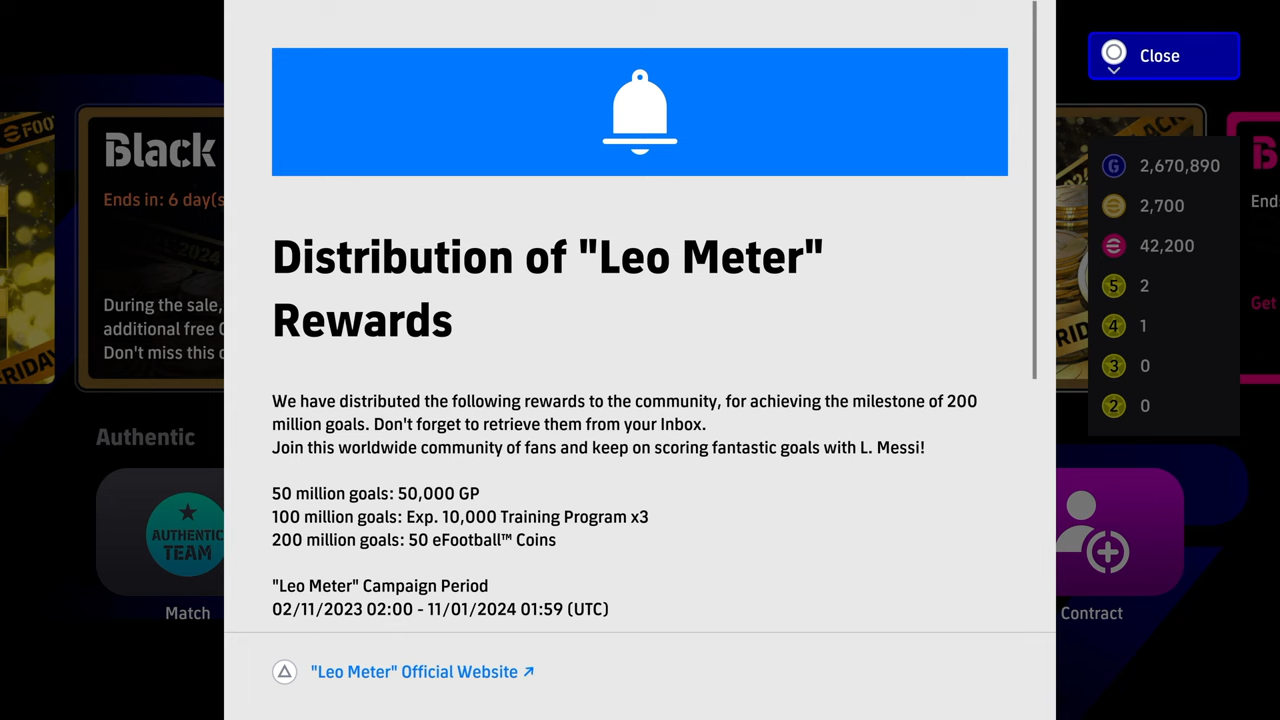 Close
Distribution of "Leo Meter"
Rewards
We have distributed the following rewards to the community, for achieving the milestone of 200
million goals. Don't forget to retrieve them from your Inbox.
Join this worldwide community of fans and keep on scoring fantastic goals with L. Messi!
50 million goals: 50,000 GP
100 million goals: Exp. 10,000 Training Program x3
200 million goals: 50 eFootball™ Coins
"Leo Meter" Campaign Period
02/11/2023 02:00 - 11/01/2024 01:59 (UTC)
"Leo Meter" Official Website
Black
Ends in: 6 day(s
2024
During the sale,
additional free
Don't miss this
Authentic
AUTHENTIC
TEAM
Match
G 2,670,890
2,700
42,200
5 2
4 1
3 0
2 0
Get
Contract